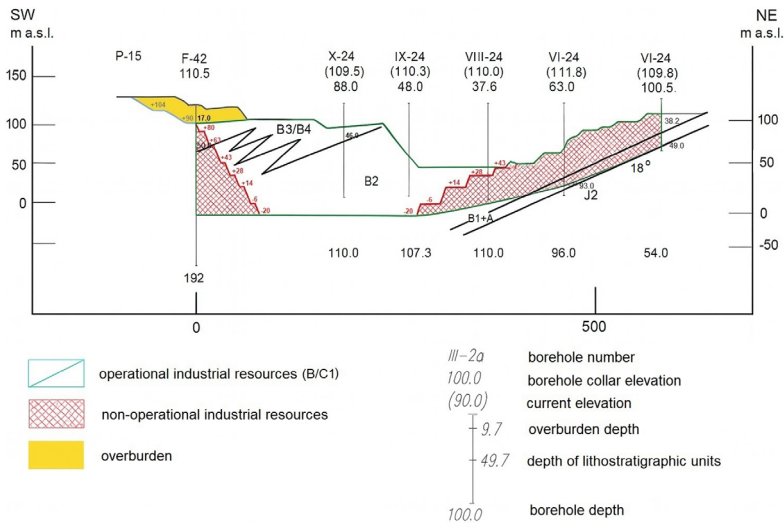 SW
NE
m a.s.l.
m a.s.l.
P-15
F-42
110.5
X-24
(109.5)
88.0
IX-24
(110.3)
48.0
VIII-24
(110.0)
37.6
VI-24
(111.8)
63.0
VI-24
(109.8)
100.5
150
100
50
0
100
50
0
-50
+104
+90
17.0
+80
+43
+28
+14
-6
-20
B3/B4
46.0
B2
-20
-6
+14
+28
+43
B1+A
93.0
J2
18°
38.2
49.0
192
110.0
107.3
110.0
96.0
54.0
0
500
operational industrial resources (B/C1)
non-operational industrial resources
overburden
III-2a
borehole number
100.0
borehole collar elevation
(90.0)
current elevation
9.7
overburden depth
49.7
depth of lithostratigraphic units
100.0
borehole depth